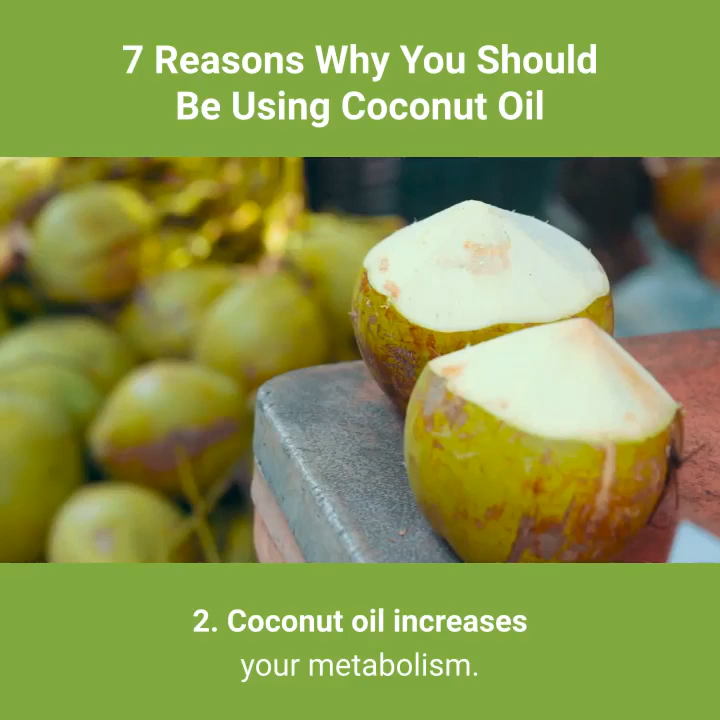 7 Reasons Why You Should
Be Using Coconut Oil
2. Coconut oil increases
your metabolism.